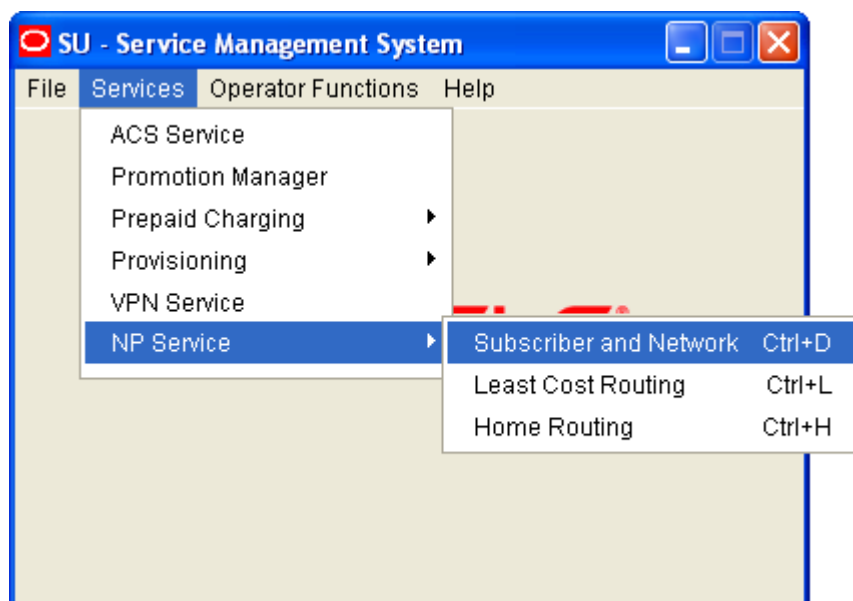 SU - Service Management System
File Services Operator Functions Help
ACS Service
Promotion Manager
Prepaid Charging
Provisioning
VPN Service
NP Service
Subscriber and Network Ctrl+D
Least Cost Routing Ctrl+L
Home Routing Ctrl+H